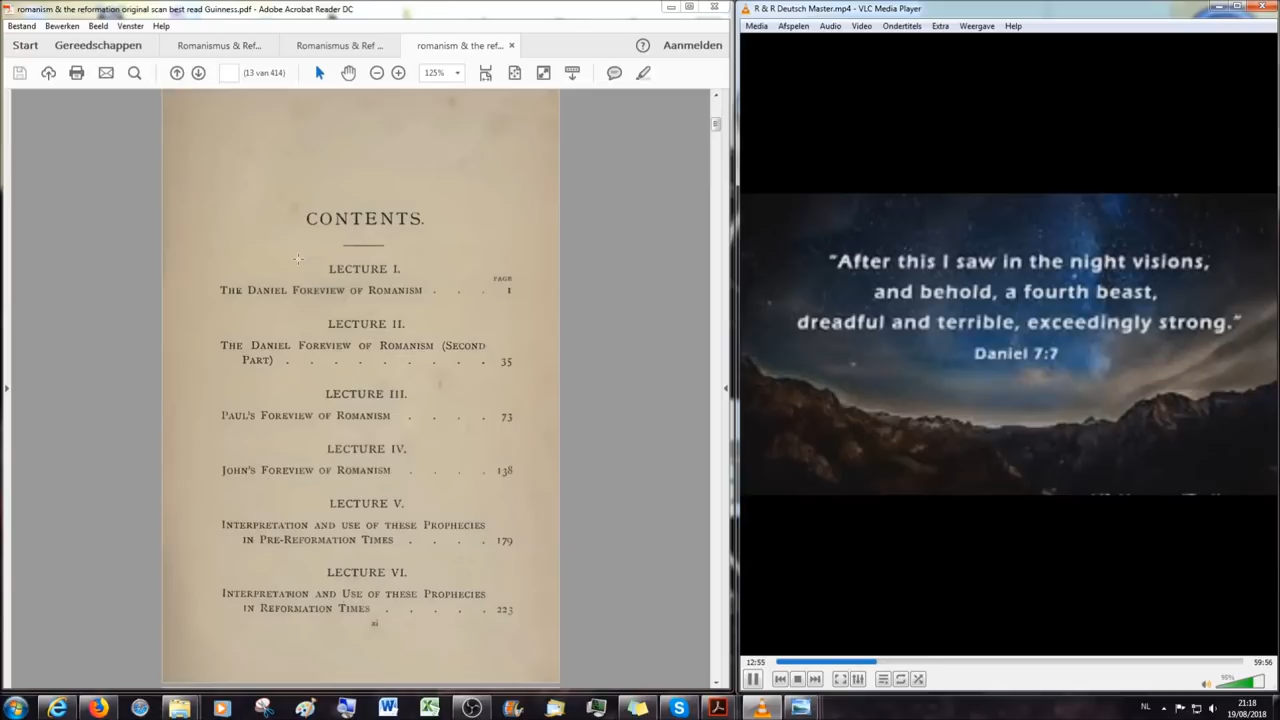 romanism & the reformation original scan best read Guinness.pdf - Adobe Acrobat Reader DC
Bestand Bewerken Beeld Venster Help
Start Gereedschappen Romanismus & Ref... Romanismus & Ref ... romanism & the ref... × Aanmelden
(13 van 414) 125%
CONTENTS.
LECTURE I.
PAGE
The Daniel Foreview of Romanism . . . 1
LECTURE II.
The Daniel Foreview of Romanism (Second
Part) . . . . . . . . 35
LECTURE III.
Paul's Foreview of Romanism . . . . 73
LECTURE IV.
John's Foreview of Romanism . . . . 138
LECTURE V.
Interpretation and use of these Prophecies
in Pre-Reformation Times . . . . 179
LECTURE VI.
Interpretation and Use of these Prophecies
in Reformation Times . . . . . 223
xi
R & R Deutsch Master.mp4 - VLC Media Player
Media Afspelen Audio Video Ondertitels Extra Weergave Help
"After this I saw in the night visions,
and behold, a fourth beast,
dreadful and terrible, exceedingly strong."
Daniel 7:7
12:55 59:56
95%
NL 21:18
19/08/2018